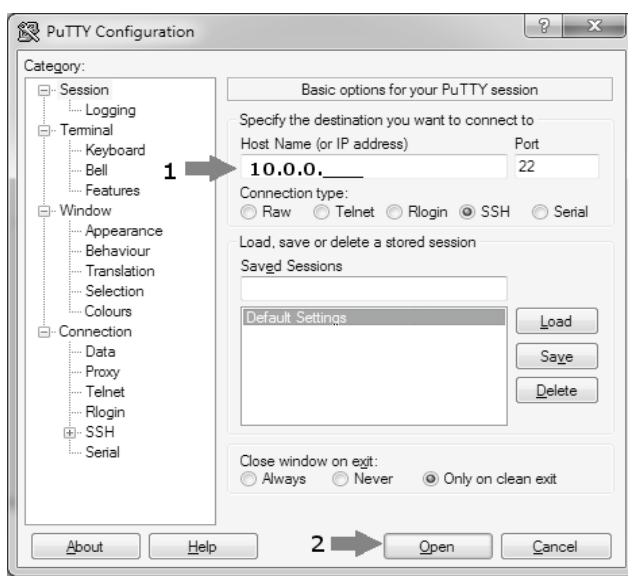 PuTTY Configuration
Category:
Session
Logging
Terminal
Keyboard
Bell
Features
Window
Appearance
Behaviour
Translation
Selection
Colours
Connection
Data
Proxy
Telnet
Rlogin
SSH
Serial
Basic options for your PuTTY session
Specify the destination you want to connect to
Host Name (or IP address) Port
1 10.0.0.___ 22
Connection type:
Raw Telnet Rlogin SSH Serial
Load, save or delete a stored session
Saved Sessions
Default Settings
Load
Save
Delete
Close window on exit:
Always Never Only on clean exit
About Help 2 Open Cancel